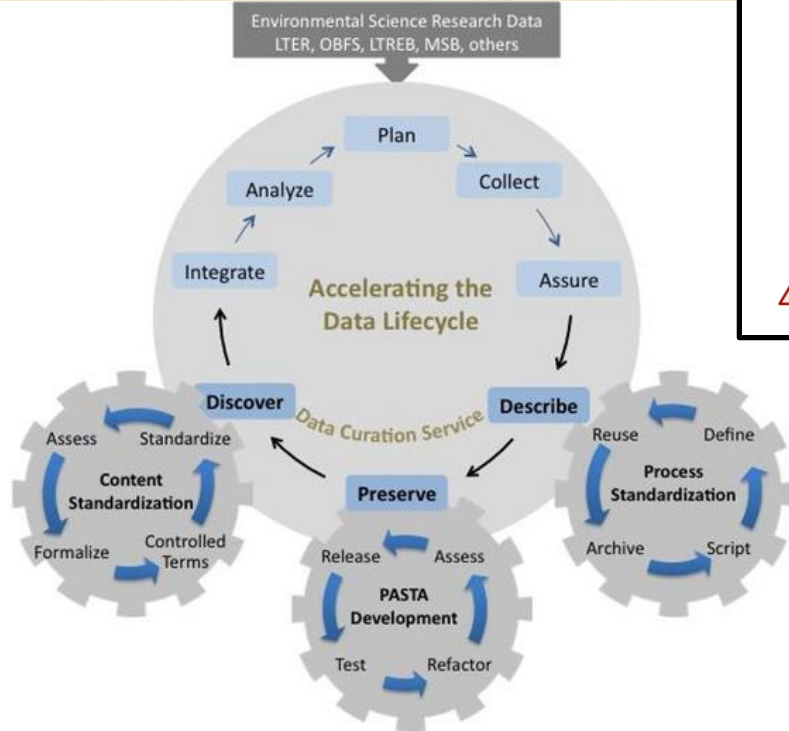 Environmental Science Research Data
LTER, OBFS, LTREB, MSB, others
Plan
Collect
Assure
Describe
Preserve
Discover
Integrate
Analyze
Accelerating the
Data Lifecycle
Data Curation Service
Assess
Standardize
Content
Standardization
Formalize
Controlled
Terms
Release
Assess
PASTA
Development
Test
Refactor
Reuse
Define
Process
Standardization
Archive
Script